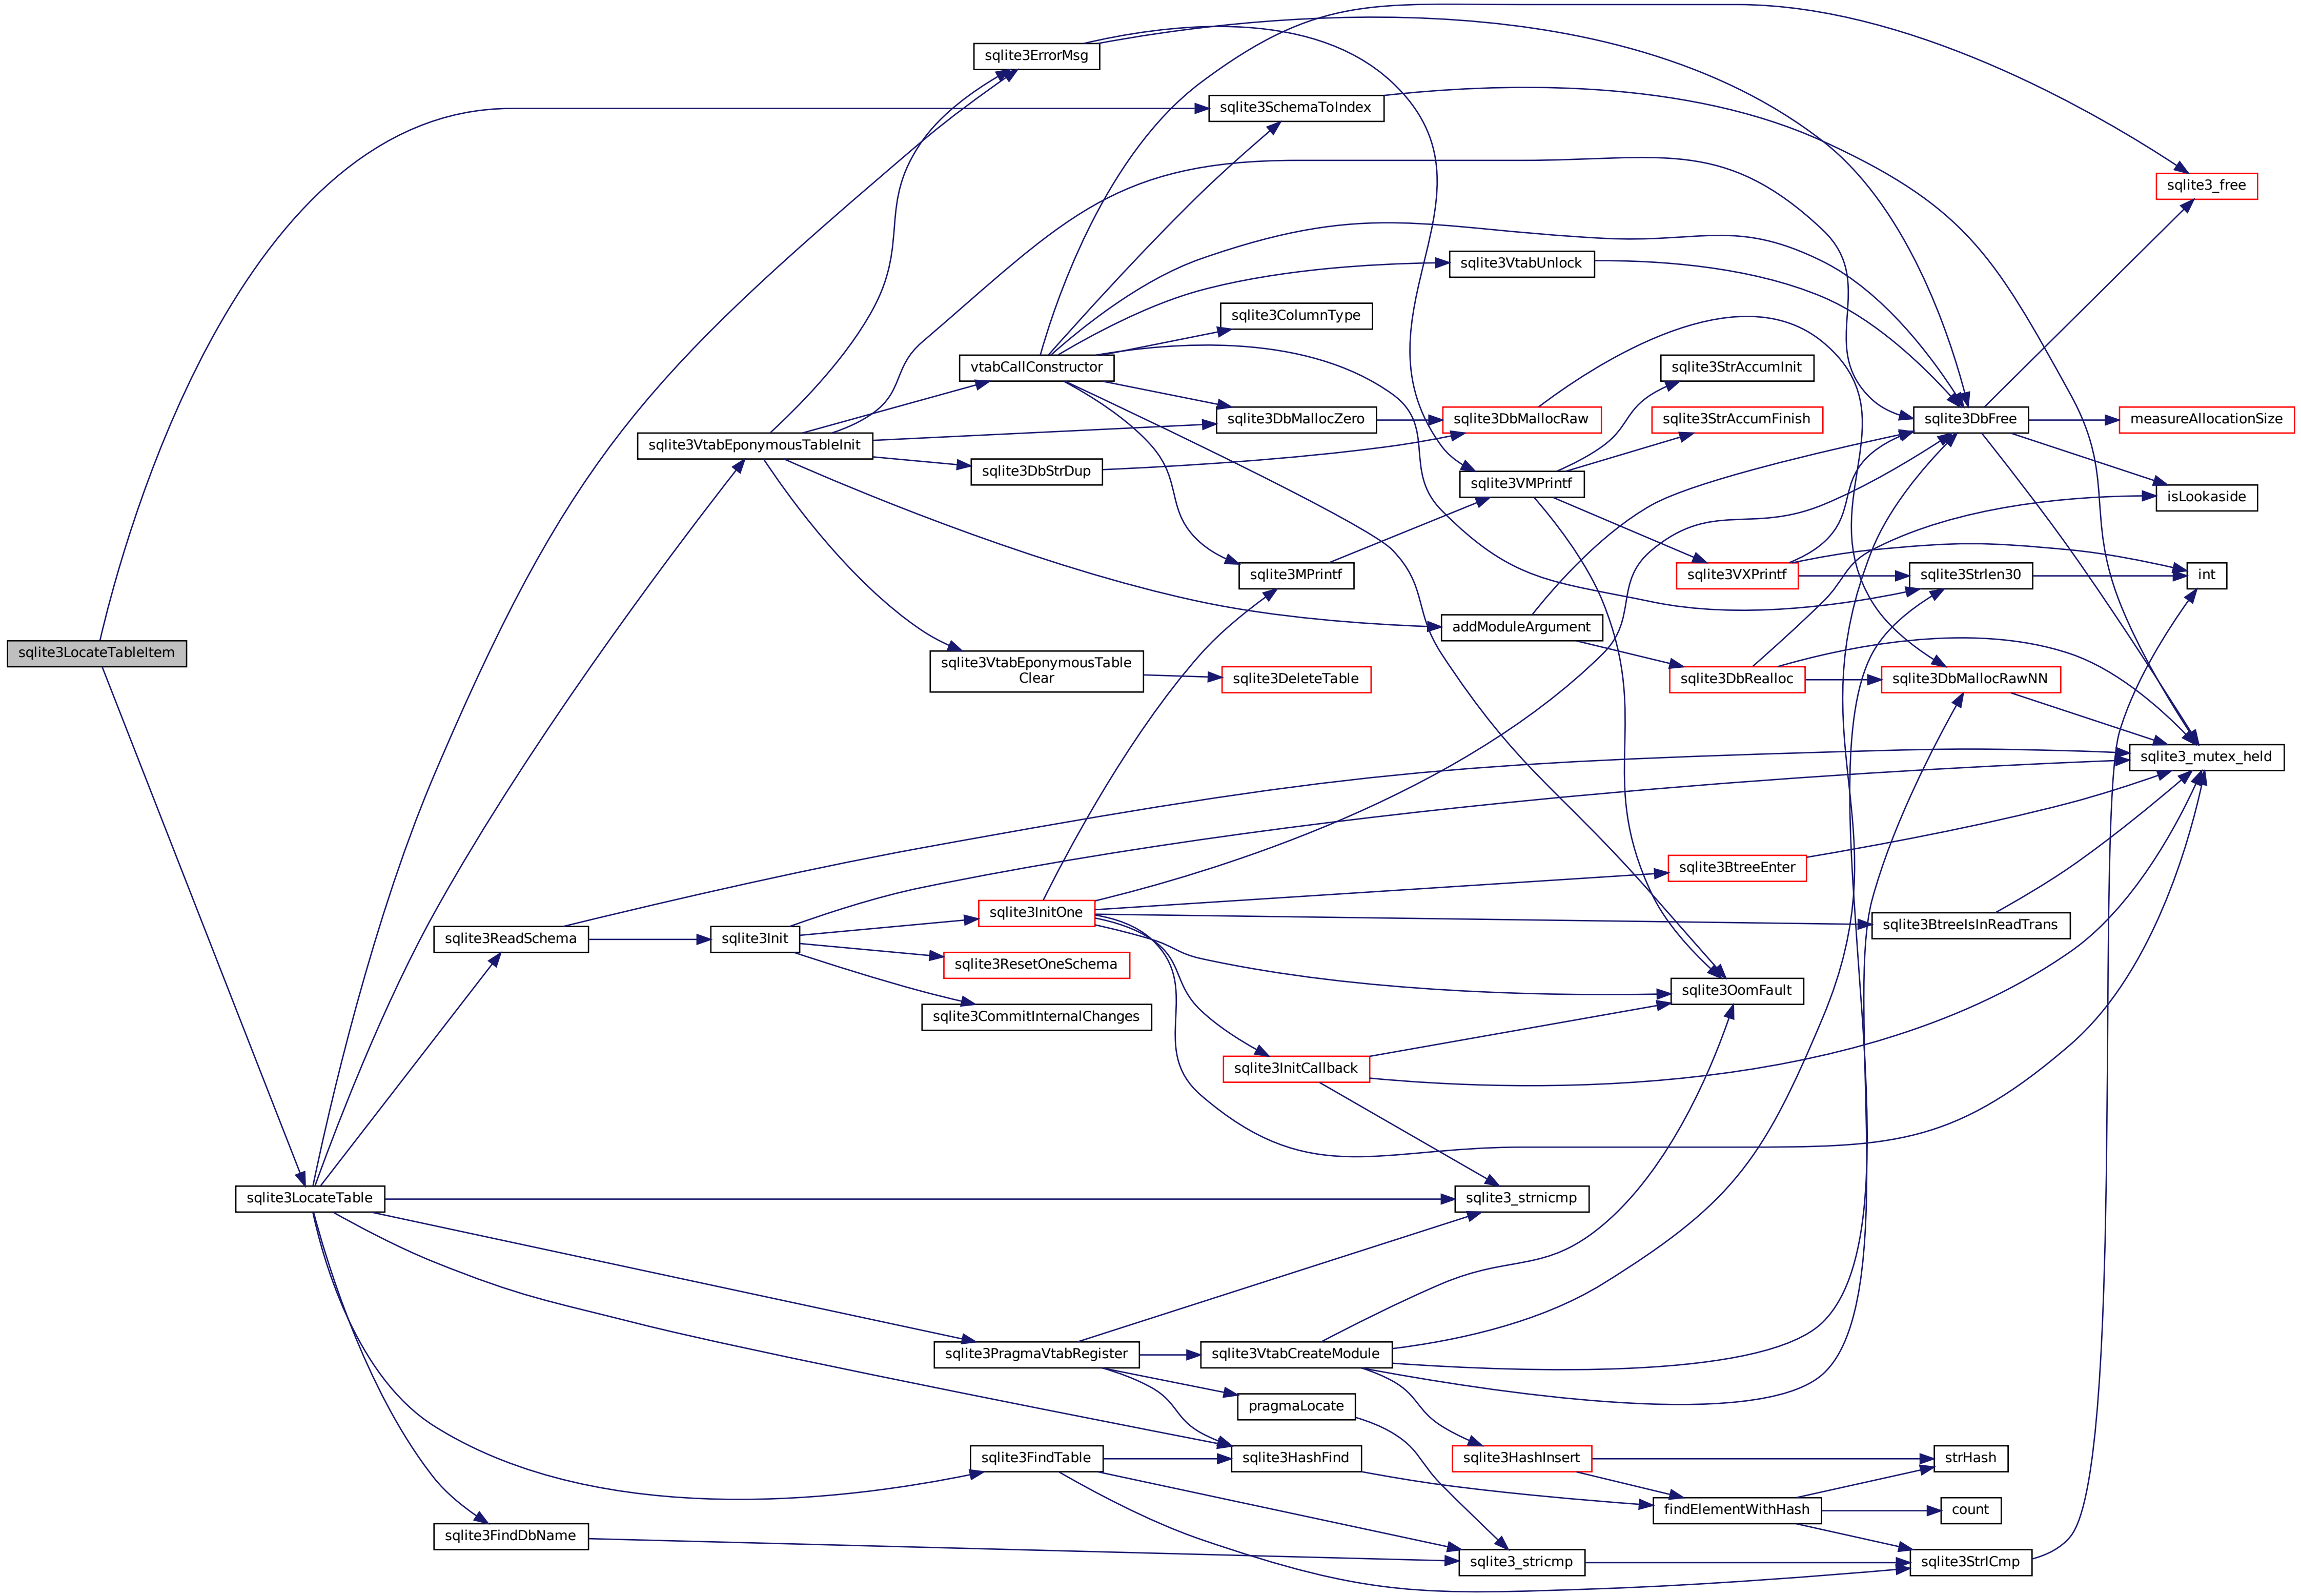 sqlite3ErrorMsg
sqlite3SchemaToIndex
sqlite3_free
sqlite3VtabUnlock
sqlite3ColumnType
vtabCallConstructor
sqlite3StrAccumInit
sqlite3DbMallocZero
sqlite3DbMallocRaw
sqlite3StrAccumFinish
sqlite3DbFree
measureAllocationSize
sqlite3VtabEponymousTableInit
sqlite3DbStrDup
sqlite3VMPrintf
isLookaside
sqlite3MPrintf
sqlite3VXPrintf
sqlite3Strlen30
int
addModuleArgument
sqlite3LocateTableItem
sqlite3VtabEponymousTable
Clear
sqlite3DeleteTable
sqlite3DbRealloc
sqlite3DbMallocRawNN
sqlite3_mutex_held
sqlite3BtreeEnter
sqlite3InitOne
sqlite3BtreeIsInReadTrans
sqlite3ReadSchema
sqlite3Init
sqlite3ResetOneSchema
sqlite3OomFault
sqlite3CommitInternalChanges
sqlite3InitCallback
sqlite3LocateTable
sqlite3_strnicmp
sqlite3PragmaVtabRegister
sqlite3VtabCreateModule
pragmaLocate
sqlite3FindTable
sqlite3HashFind
sqlite3HashInsert
strHash
findElementWithHash
count
sqlite3FindDbName
sqlite3_stricmp
sqlite3StrICmp